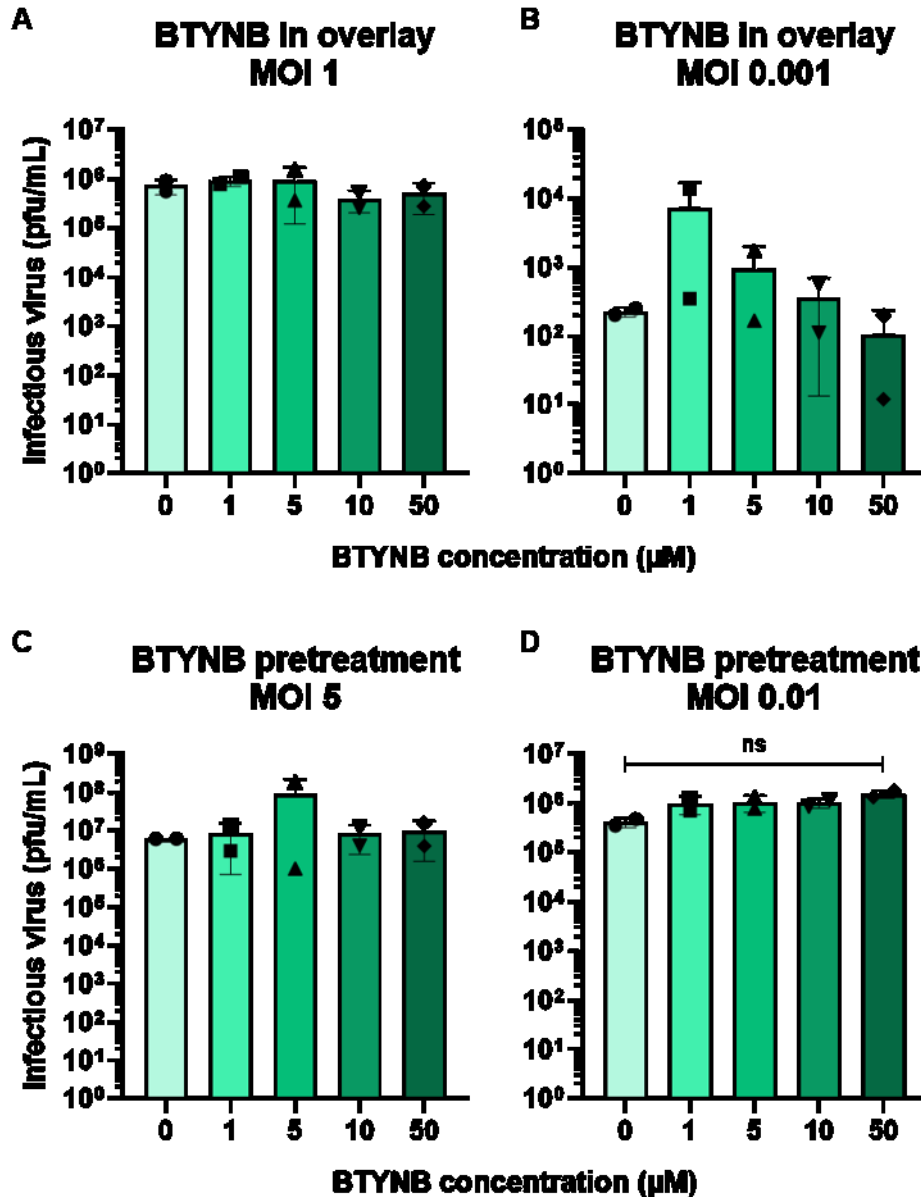 A
BTYNB in overlay
MOI 1
Infectious virus (pfu/mL)
10⁷
10⁶
10⁵
10⁴
10³
10²
10¹
10⁰
0 1 5 10 50
B
BTYNB in overlay
MOI 0.001
10⁵
10⁴
10³
10²
10¹
10⁰
0 1 5 10 50
BTYNB concentration (µM)
C
BTYNB pretreatment
MOI 5
Infectious virus (pfu/mL)
10⁹
10⁸
10⁷
10⁶
10⁵
10⁴
10³
10²
10¹
10⁰
0 1 5 10 50
D
BTYNB pretreatment
MOI 0.01
10⁷
10⁶
10⁵
10⁴
10³
10²
10¹
10⁰
ns
0 1 5 10 50
BTYNB concentration (µM)